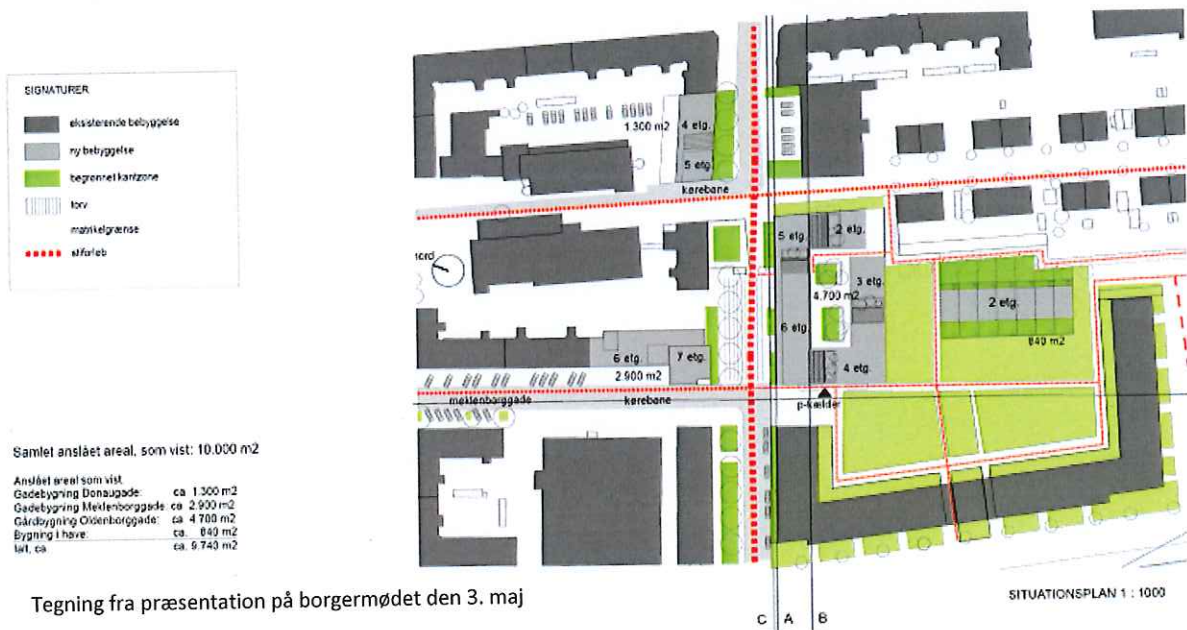 SIGNATURER
eksisterende bebyggelse
ny bebyggelse
begrønnet kantzone
torv
matrikelgrænse
stiforløb
nord
1.300 m2
4 etg.
5 etg.
kørebane
5 etg.
2 etg.
3 etg.
4.700 m2
2 etg.
840 m2
6 etg.
6 etg.
7 etg.
2.900 m2
4 etg.
meklenborggade
kørebane
p-kælder
Samlet anslået areal, som vist: 10.000 m2
Anslået areal som vist
Gadebygning Donaugade: ca 1.300 m2
Gadebygning Meklenborggade: ca 2.900 m2
Gårdbygning Oldenborggade: ca 4.700 m2
Bygning i have: ca. 840 m2
Ialt, ca ca. 9.740 m2
Tegning fra præsentation på borgermødet den 3. maj
SITUATIONSPLAN 1 : 1000
C A B